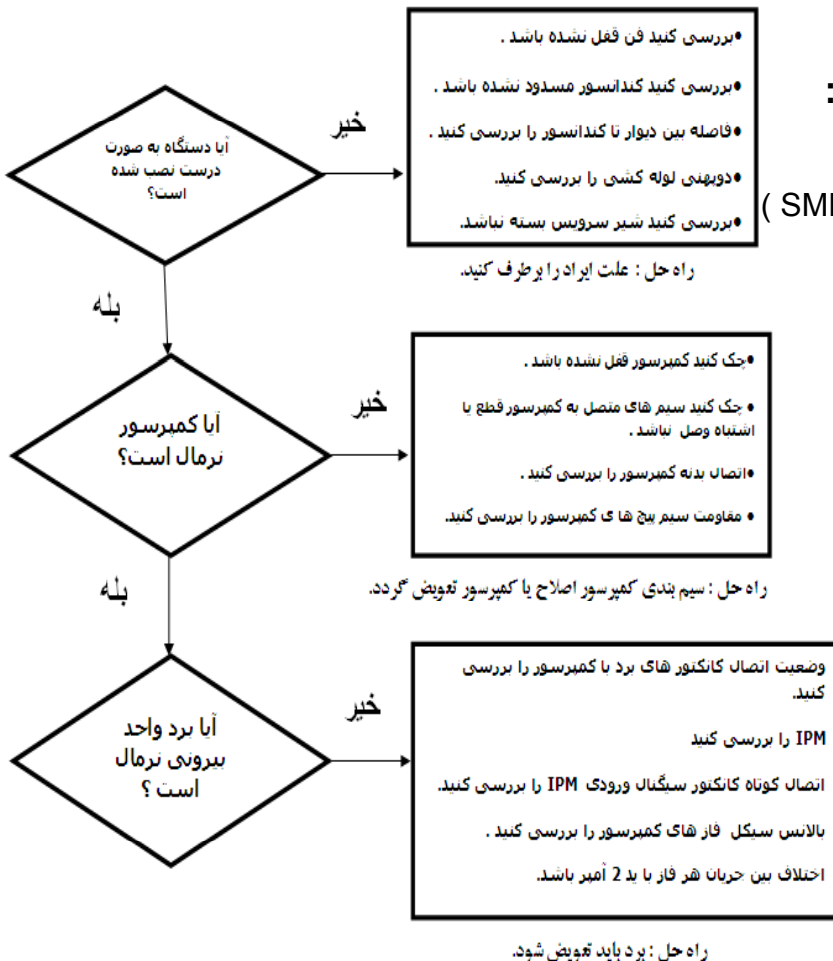 •بررسی کنید فن قفل نشده باشد .
•بررسی کنید کندانسور مسدود نشده باشد .
•فاصله بین دیوار تا کندانسور را بررسی کنید .
•دوپهنی لوله کشی را بررسی کنید.
•بررسی کنید شیر سرویس بسته نباشد.
:
( SMI
آیا دستگاه به صورت
درست نصب شده
است؟
خیر
راه حل : علت ایراد را برطرف کنید.
بله
•چک کنید کمپرسور قفل نشده باشد .
• چک کنید سیم های متصل به کمپرسور قطع یا
اشتباه وصل نباشد .
•اتصال بدنه کمپرسور را بررسی کنید .
• مقاومت سیم پیچ ها ی کمپرسور را بررسی کنید.
آیا کمپرسور
نرمال است؟
خیر
راه حل : سیم بندی کمپرسور اصلاح یا کمپرسور تعویض گردد.
بله
وضعیت اتصال کانکتور های برد با کمپرسور را بررسی
کنید.
IPM را بررسی کنید
اتصال کوتاه کانکتور سیگنال ورودی IPM را بررسی کنید.
بالانس سیکل فاز های کمپرسور را بررسی کنید .
اختلاف بین جریان هر فاز با ید 2 آمپر باشد.
آیا برد واحد
بیرونی نرمال
است ؟
خیر
راه حل : برد باید تعویض شود.